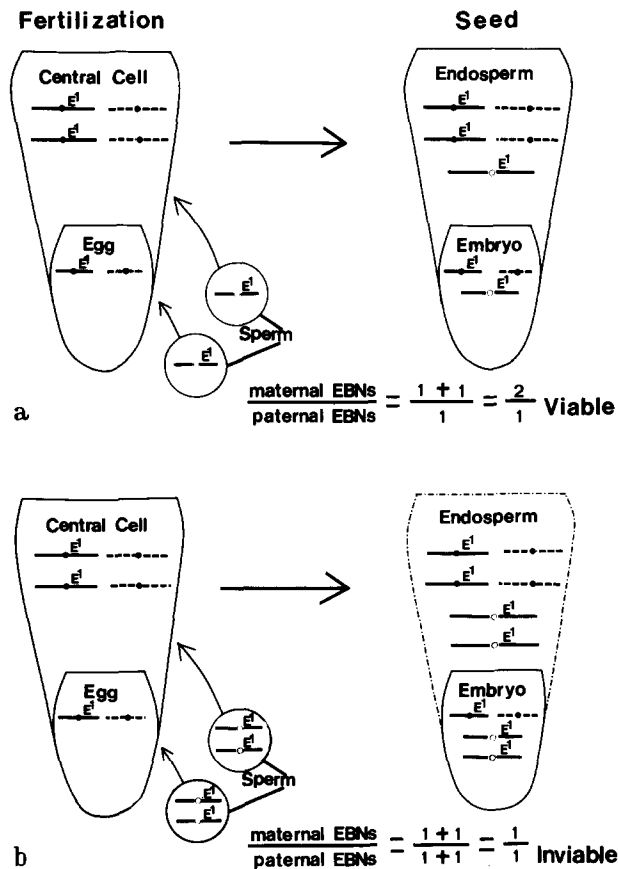 Fertilization
Seed
Central Cell
E¹
E¹
Egg
E¹
E¹
E¹
Sperm
Endosperm
E¹
E¹
E¹
Embryo
E¹
E¹
a
maternal EBNs / paternal EBNs = 1 + 1 / 1 = 2 / 1 Viable
Central Cell
E¹
E¹
Egg
E¹
E¹
E¹
Sperm
E¹
E¹
Endosperm
E¹
E¹
E¹
E¹
Embryo
E¹
E¹
E¹
b
maternal EBNs / paternal EBNs = 1 + 1 / 1 + 1 = 1 / 1 Inviable